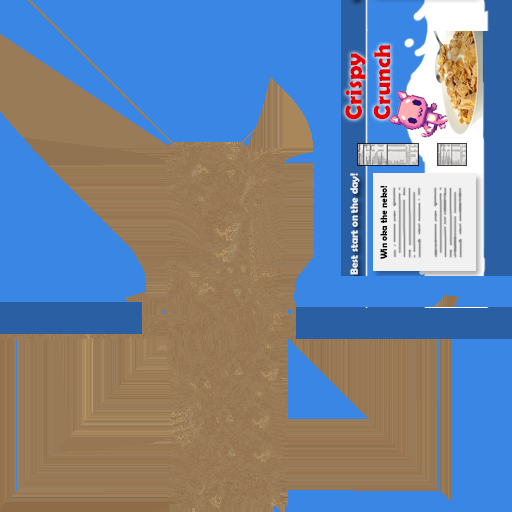 Crispy
Crunch
Best start on the day!
Win oka the neko!